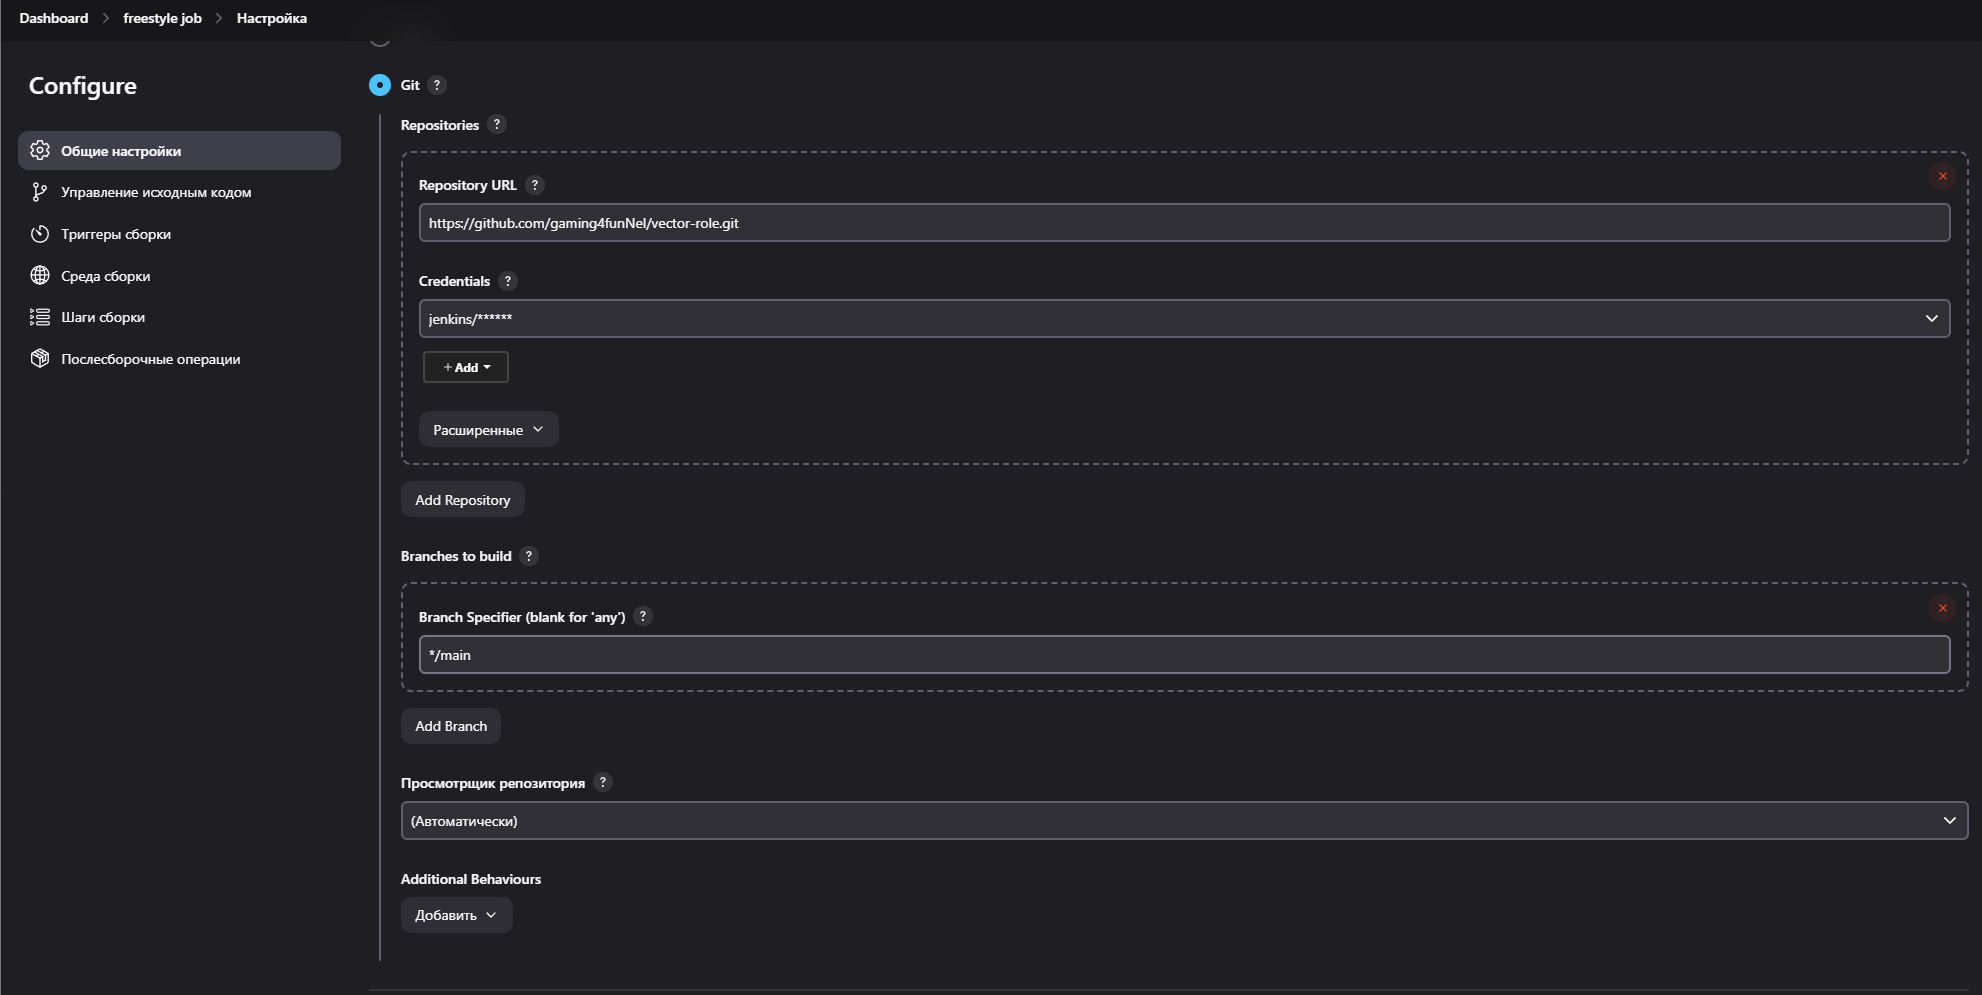 Dashboard > freestyle job > Настройка
Configure
Общие настройки
Управление исходным кодом
Триггеры сборки
Среда сборки
Шаги сборки
Послесборочные операции
Git ?
Repositories ?
Repository URL ?
https://github.com/gaming4funNel/vector-role.git
Credentials ?
jenkins/******
+ Add
Расширенные
Add Repository
Branches to build ?
Branch Specifier (blank for 'any') ?
*/main
Add Branch
Просмотрщик репозитория ?
(Автоматически)
Additional Behaviours
Добавить